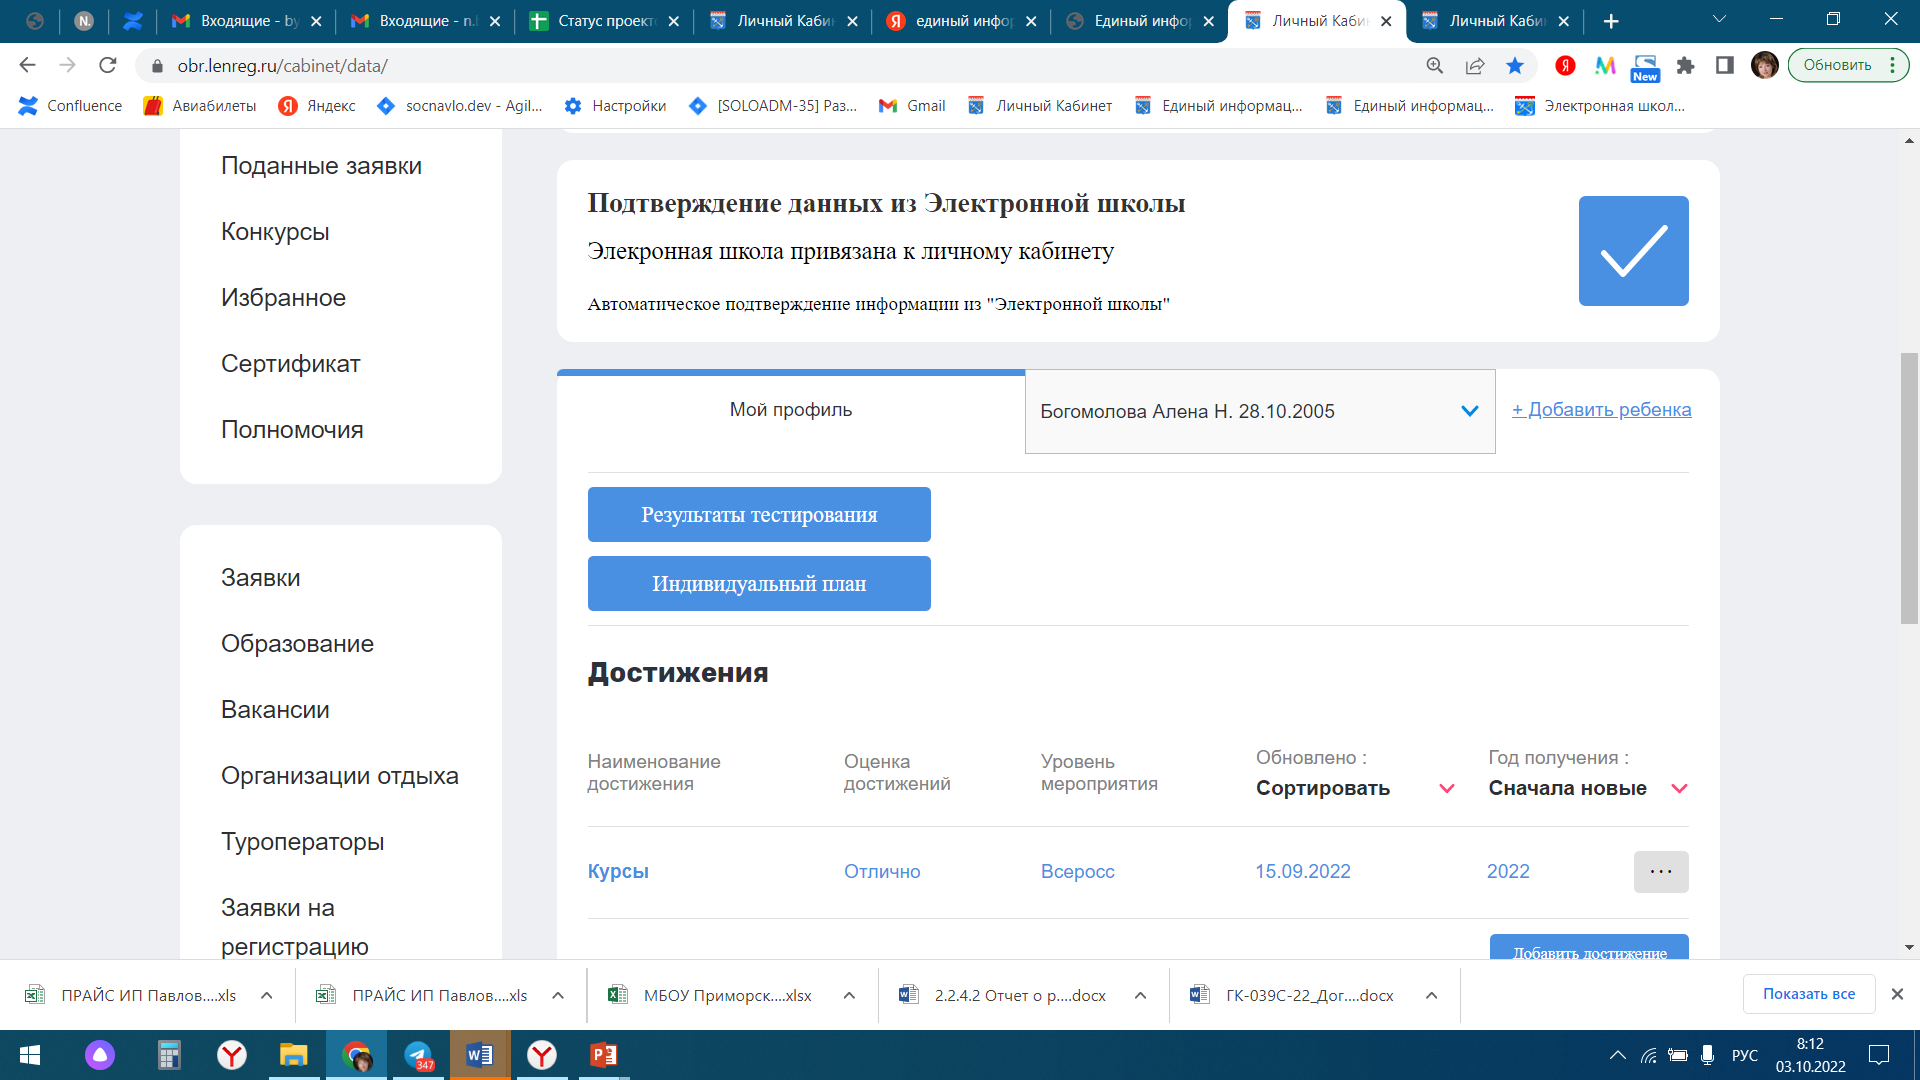 N.
Входящие - by
Входящие - n.l
Статус проект
Личный Каби
единый инфо
Единый инфо
Личный Каби
Личный Каби
obr.lenreg.ru/cabinet/data/
New
Обновить
Confluence
Авиабилеты
Яндекс
socnavlo.dev - Agil...
Настройки
[SOLOADM-35] Раз...
Gmail
Личный Кабинет
Единый информац...
Единый информац...
Электронная школ...
Поданные заявки
Конкурсы
Избранное
Сертификат
Полномочия
Заявки
Образование
Вакансии
Организации отдыха
Туроператоры
Заявки на
регистрацию
Подтверждение данных из Электронной школы
Элекронная школа привязана к личному кабинету
Автоматическое подтверждение информации из "Электронной школы"
Мой профиль
Богомолова Алена Н. 28.10.2005
+ Добавить ребенка
Результаты тестирования
Индивидуальный план
Достижения
Наименование
достижения
Оценка
достижений
Уровень
мероприятия
Обновлено :
Сортировать
Год получения :
Сначала новые
Курсы
Отлично
Всеросс
15.09.2022
2022
...
Добавить достижение
ПРАЙС ИП Павлов....xls
ПРАЙС ИП Павлов....xls
МБОУ Приморск....xlsx
2.2.4.2 Отчет о р....docx
ГК-039С-22_Дог....docx
Показать все
347
РУС
8:12
03.10.2022